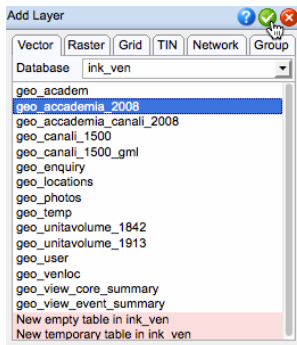 Add Layer
Vector Raster Grid TIN Network Group
Database ink_ven
geo_academ
geo_accademia_2008
geo_accademia_canali_2008
geo_canali_1500
geo_canali_1500_gml
geo_enquiry
geo_locations
geo_photos
geo_temp
geo_unitavolume_1842
geo_unitavolume_1913
geo_user
geo_venloc
geo_view_core_summary
geo_view_event_summary
New empty table in ink_ven
New temporary table in ink_ven